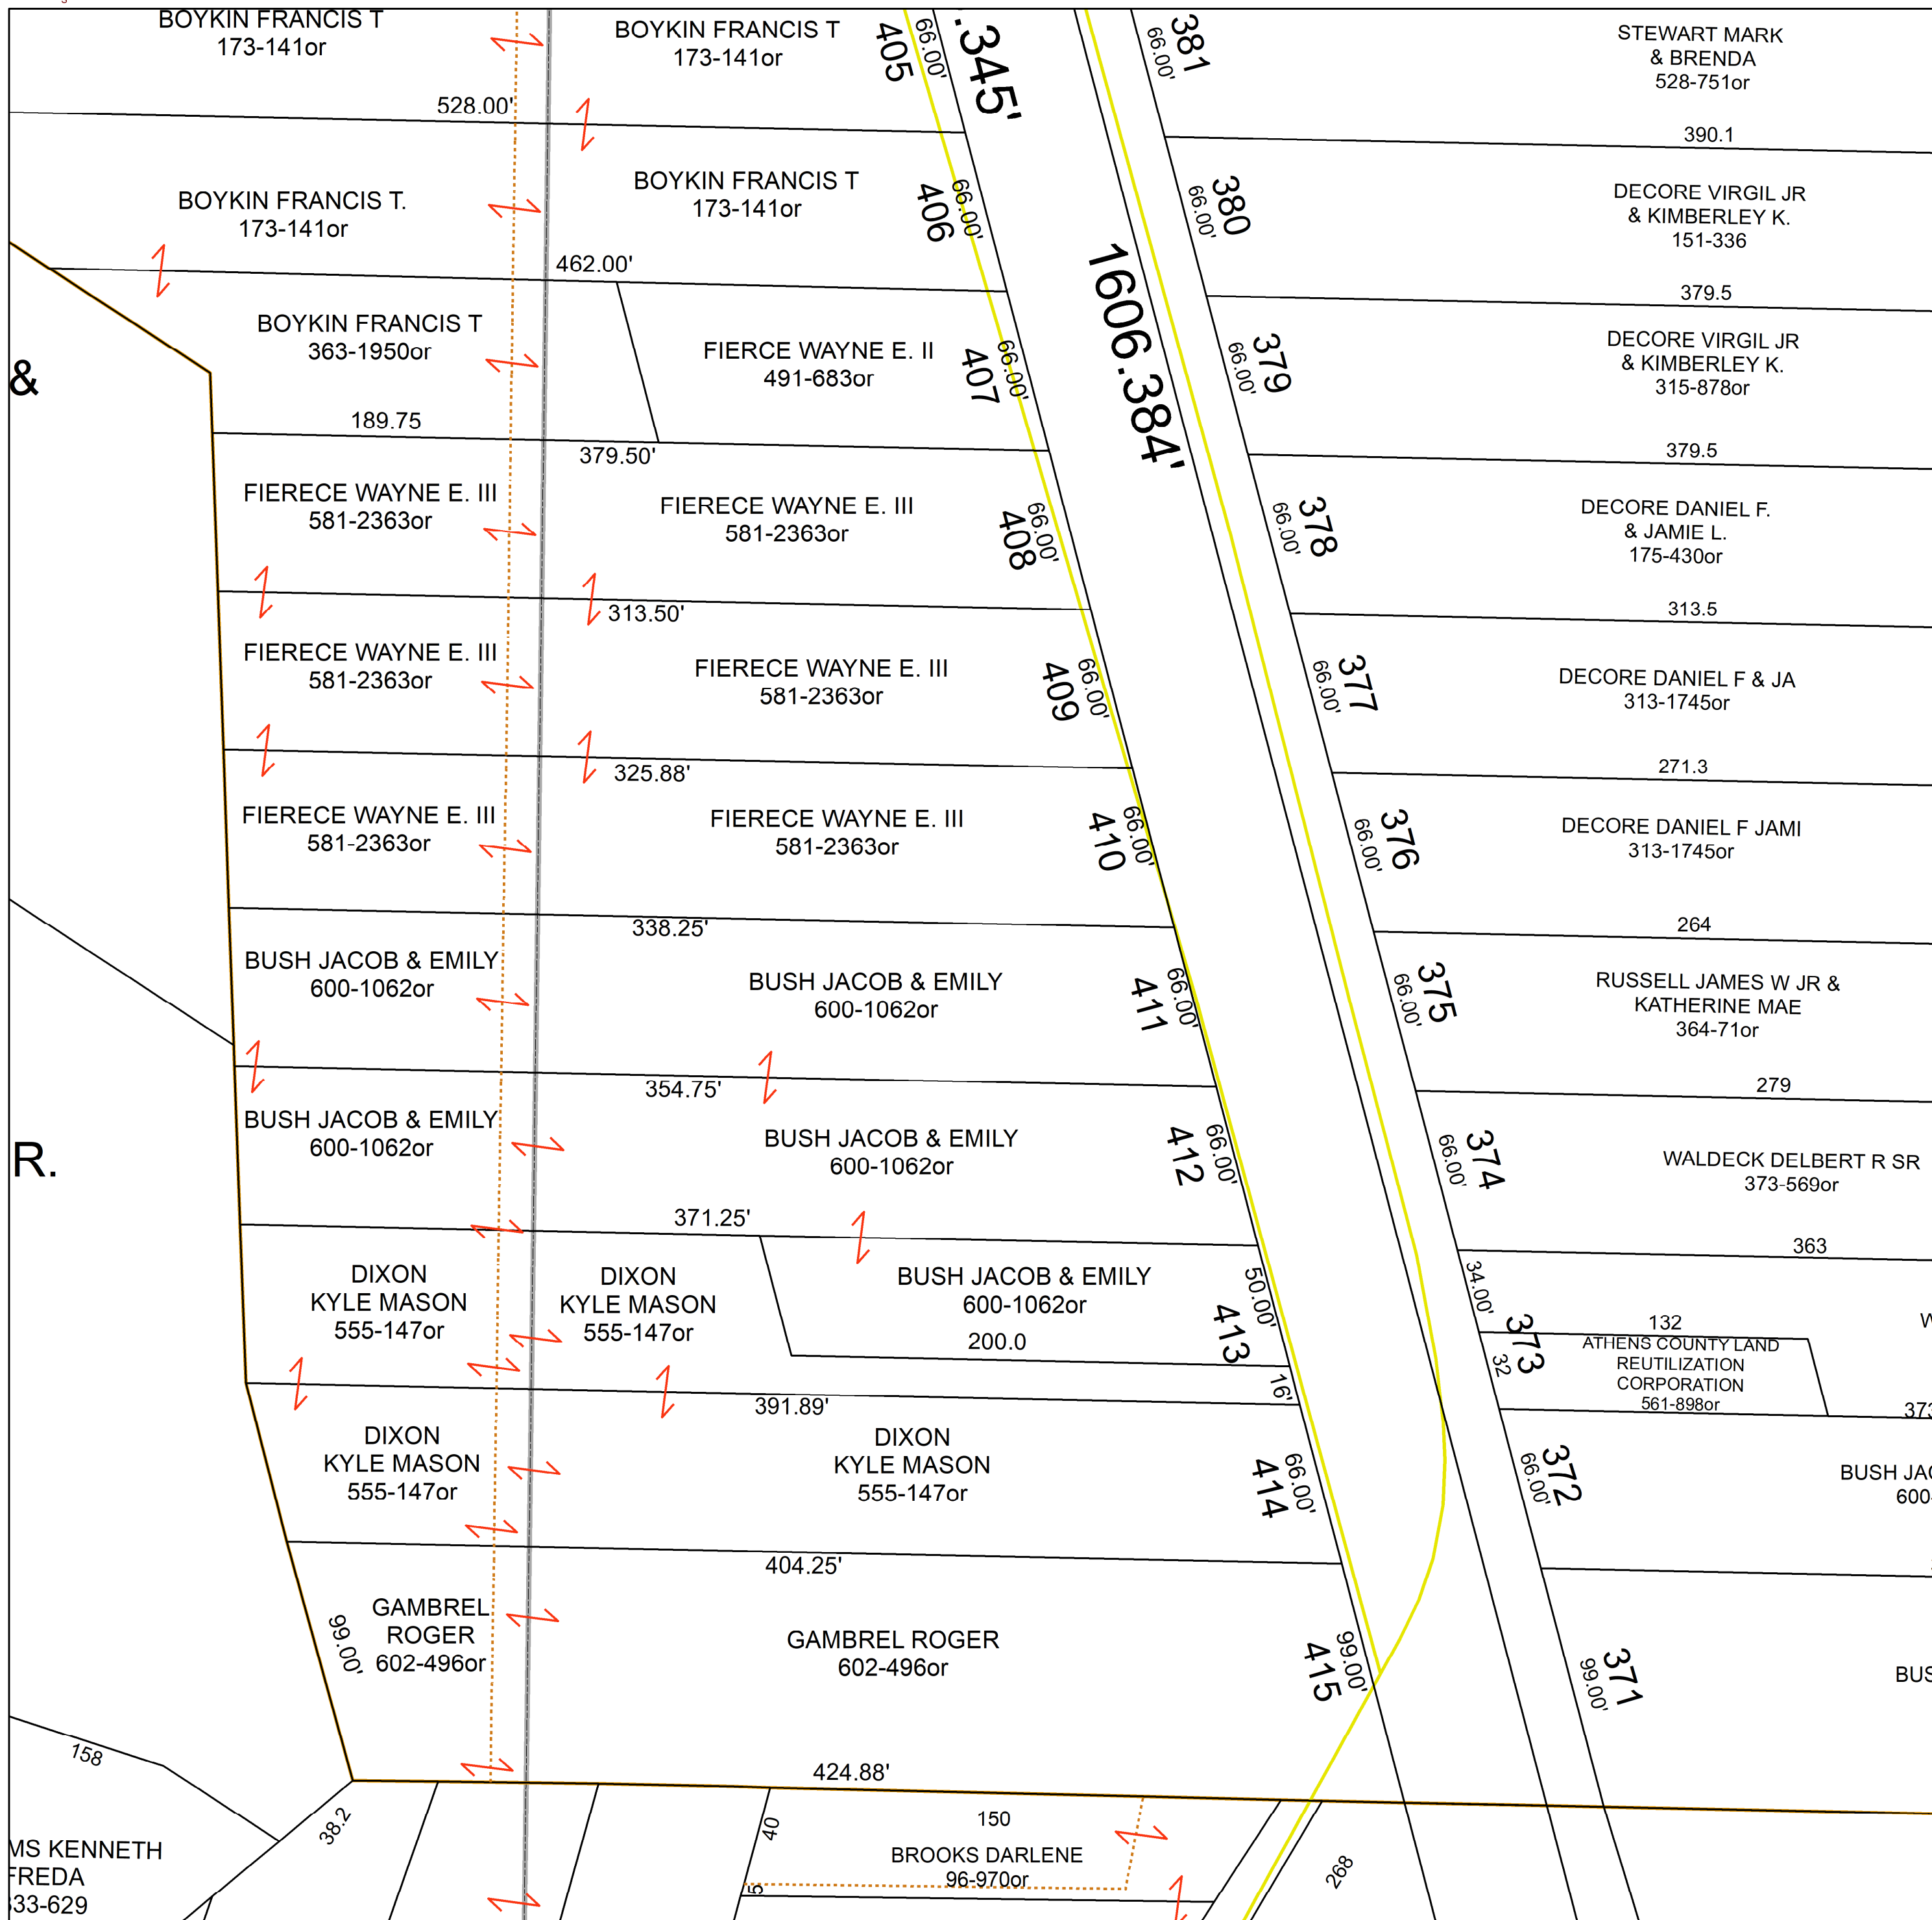 BOYKIN FRANCIS T
173-141or
BOYKIN FRANCIS T
173-141or
405
66.00'
.345'
381
66.00'
STEWART MARK
& BRENDA
528-751or
528.00'
390.1
BOYKIN FRANCIS T.
173-141or
BOYKIN FRANCIS T
173-141or
406
66.00'
380
66.00'
DECORE VIRGIL JR
& KIMBERLEY K.
151-336
462.00'
379.5
1606.384'
&
BOYKIN FRANCIS T
363-1950or
FIERCE WAYNE E. II
491-683or
407
66.00'
379
66.00'
DECORE VIRGIL JR
& KIMBERLEY K.
315-878or
189.75
379.50'
379.5
FIERECE WAYNE E. III
581-2363or
FIERECE WAYNE E. III
581-2363or
408
66.00'
378
66.00'
DECORE DANIEL F.
& JAMIE L.
175-430or
313.50'
313.5
FIERECE WAYNE E. III
581-2363or
FIERECE WAYNE E. III
581-2363or
409
66.00'
377
66.00'
DECORE DANIEL F & JA
313-1745or
325.88'
271.3
FIERECE WAYNE E. III
581-2363or
FIERECE WAYNE E. III
581-2363or
410
66.00'
376
66.00'
DECORE DANIEL F JAMI
313-1745or
338.25'
264
BUSH JACOB & EMILY
600-1062or
BUSH JACOB & EMILY
600-1062or
411
66.00'
375
66.00'
RUSSELL JAMES W JR &
KATHERINE MAE
364-71or
354.75'
279
R.
BUSH JACOB & EMILY
600-1062or
BUSH JACOB & EMILY
600-1062or
412
66.00'
374
66.00'
WALDECK DELBERT R SR
373-569or
371.25'
363
DIXON
KYLE MASON
555-147or
DIXON
KYLE MASON
555-147or
BUSH JACOB & EMILY
600-1062or
200.0
413
50.00'
16'
34.00'
373
32
132
ATHENS COUNTY LAND
REUTILIZATION
CORPORATION
561-898or
W
373
391.89'
DIXON
KYLE MASON
555-147or
DIXON
KYLE MASON
555-147or
414
66.00'
372
66.00'
BUSH JAC
600-
404.25'
99.00'
GAMBREL
ROGER
602-496or
GAMBREL ROGER
602-496or
415
99.00'
371
99.00'
BUS
424.88'
158
38.2
40
150
BROOKS DARLENE
96-970or
5
268
MS KENNETH
FREDA
333-629